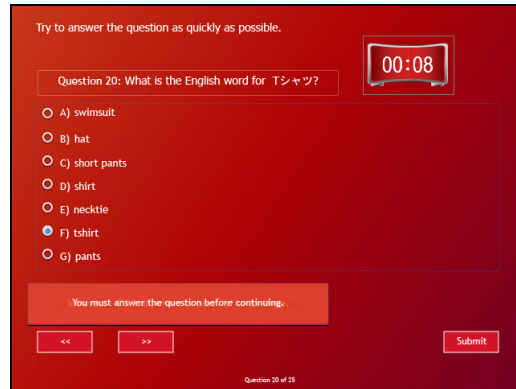 Try to answer the question as quickly as possible.
00:08
Question 20: What is the English word for Tシャツ?
A) swimsuit
B) hat
C) short pants
D) shirt
E) necktie
F) tshirt
G) pants
You must answer the question before continuing.
<< >> Submit
Question 20 of 25